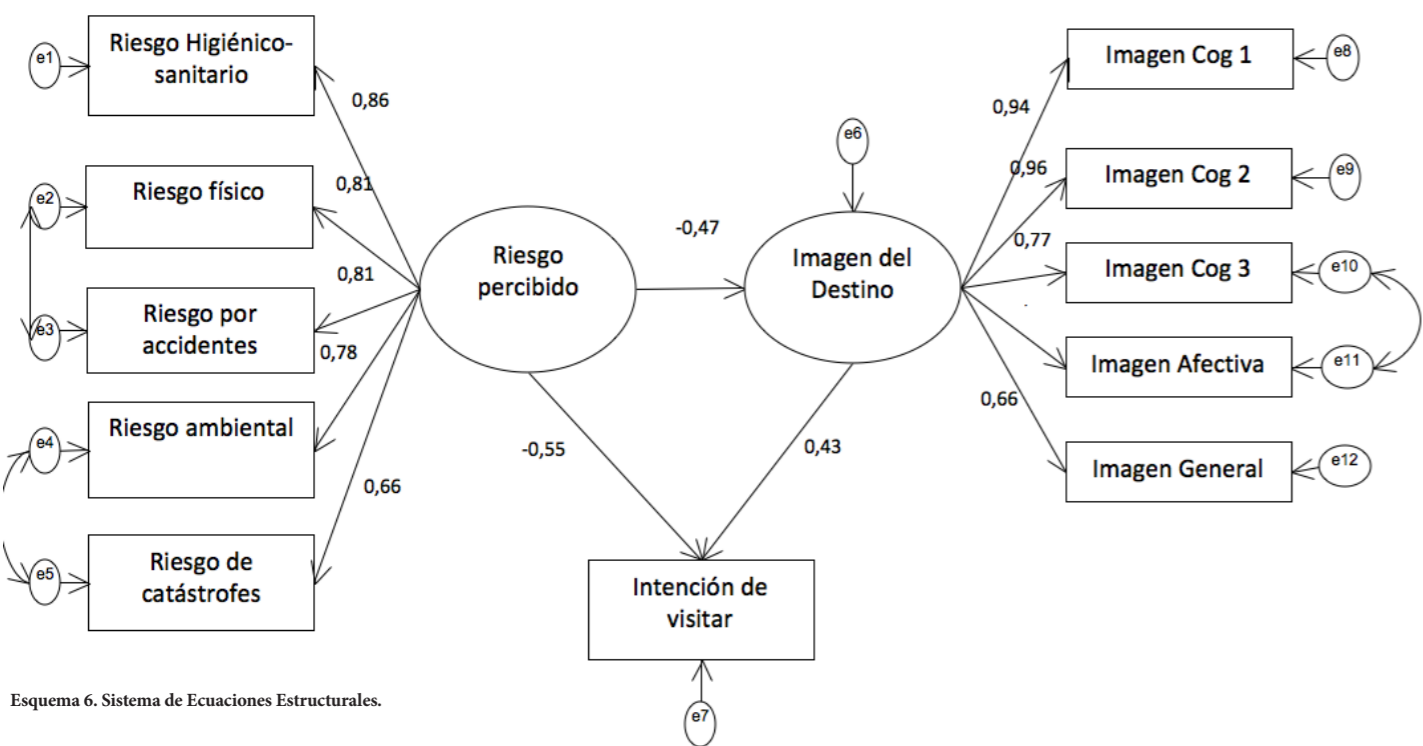 e1
Riesgo Higiénico-
sanitario
0,86
e2
Riesgo físico
0,81
e3
Riesgo por
accidentes
0,81
e4
Riesgo ambiental
0,78
e5
Riesgo de
catástrofes
0,66
Riesgo
percibido
-0,47
e6
Imagen del
Destino
-0,55
0,43
Intención de
visitar
e7
0,94
Imagen Cog 1
e8
0,96
Imagen Cog 2
e9
0,77
Imagen Cog 3
e10
Imagen Afectiva
e11
0,66
Imagen General
e12
Esquema 6. Sistema de Ecuaciones Estructurales.